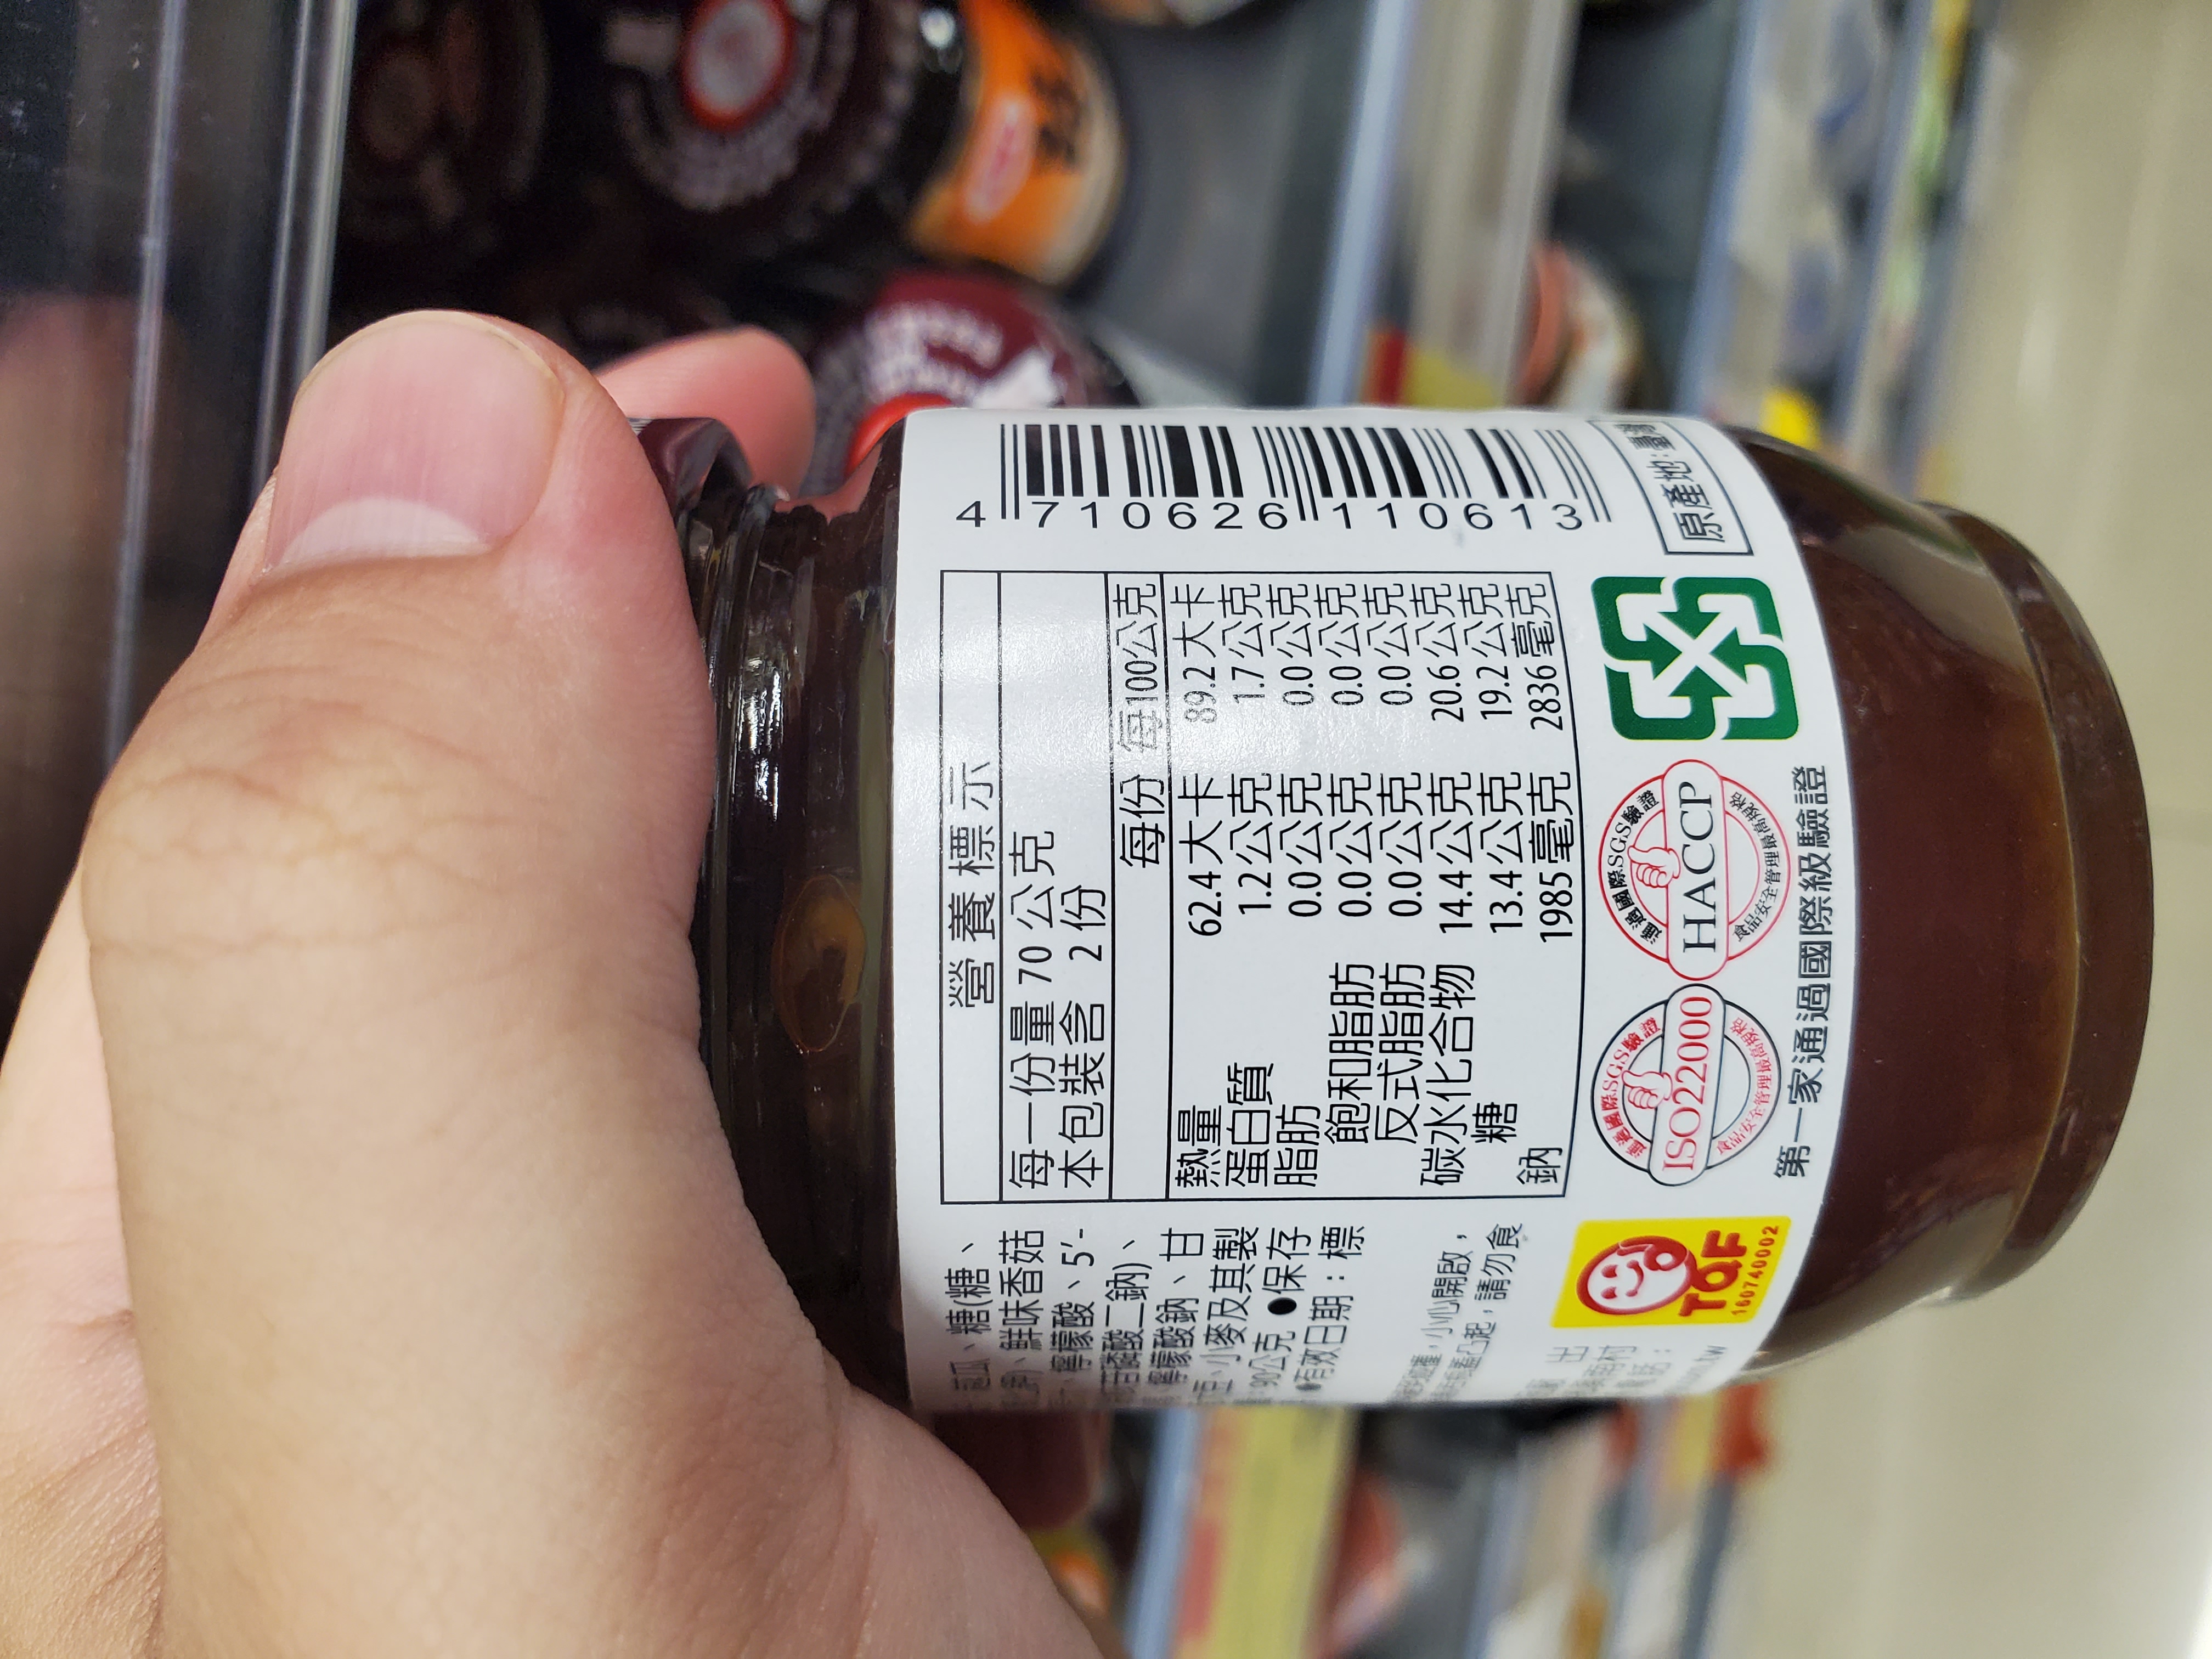 越瓜、糖(糖、
鮮味香菇
、檸檬酸、5'-
苷磷酸二鈉)、
檸檬酸鈉、甘
小麥及其製
90公克 ●保存
●有效日期：標
小心開啟，
凸起，請勿食
出
村
.tw
營養標示
每一份量 70 公克
本包裝含 2 份
每份 每100公克
熱量 62.4大卡 89.2大卡
蛋白質 1.2公克 1.7公克
脂肪 0.0公克 0.0公克
飽和脂肪 0.0公克 0.0公克
反式脂肪 0.0公克 0.0公克
碳水化合物 14.4公克 20.6公克
糖 13.4公克 19.2公克
鈉 1985毫克 2836毫克
4710626110613
原產地:臺灣
TQF
160740002
通過國際SGS驗證
ISO22000
食品安全管理最高規格
通過國際SGS驗證
HACCP
食品安全管理最高規格
第一家通過國際級驗證